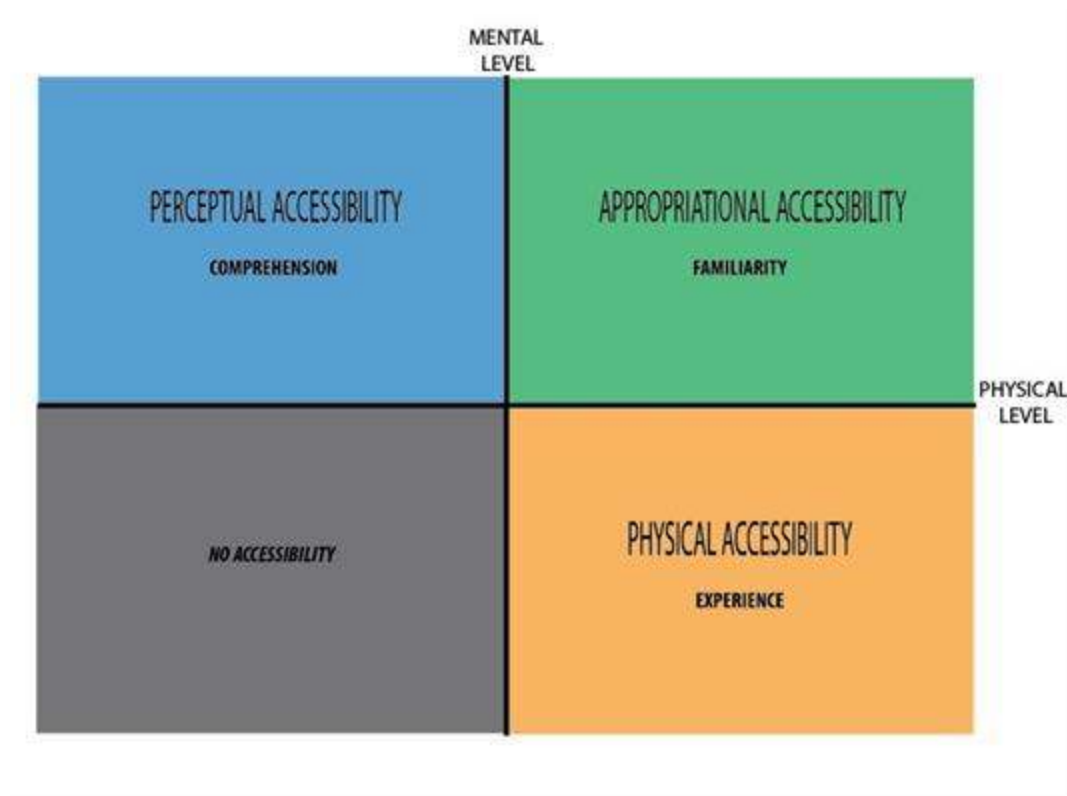 MENTAL
LEVEL
PERCEPTUAL ACCESSIBILITY
COMPREHENSION
APPROPRIATIONAL ACCESSIBILITY
FAMILIARITY
PHYSICAL
LEVEL
NO ACCESSIBILITY
PHYSICAL ACCESSIBILITY
EXPERIENCE